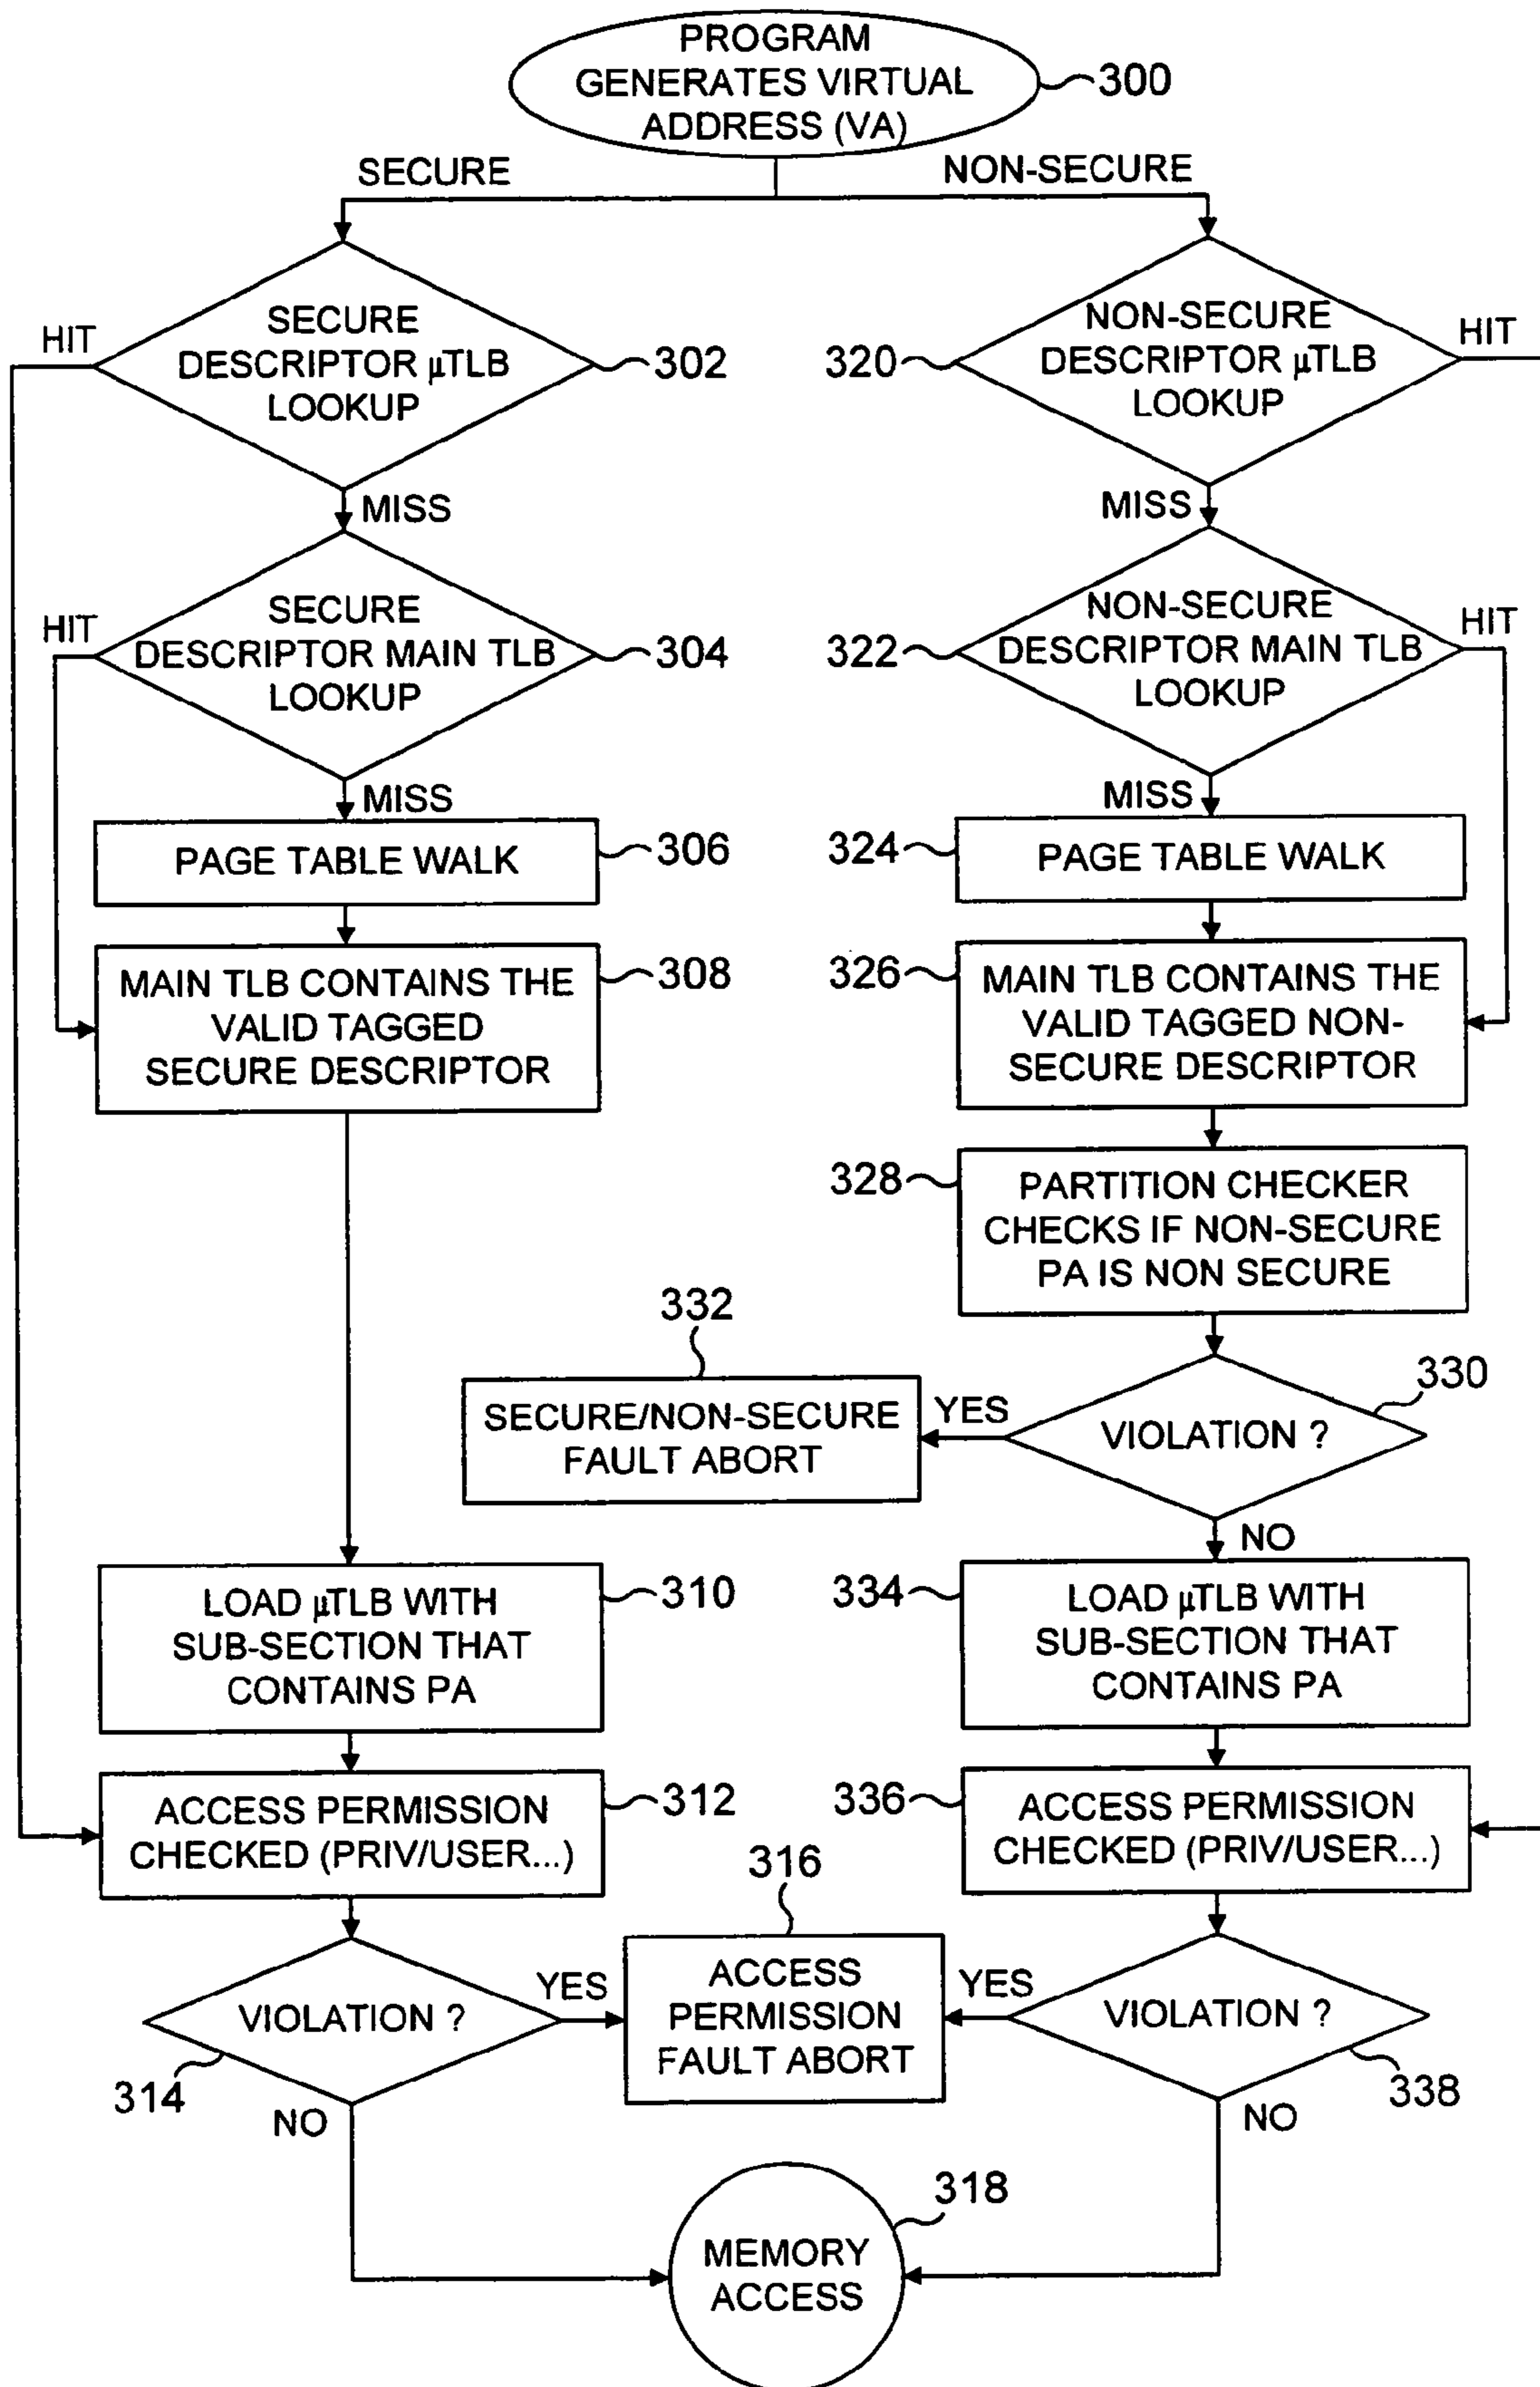 PROGRAM
GENERATES VIRTUAL
ADDRESS (VA)
300
SECURE
NON-SECURE
HIT
SECURE
DESCRIPTOR µTLB
LOOKUP
302
320
NON-SECURE
DESCRIPTOR µTLB
LOOKUP
HIT
MISS
MISS
HIT
SECURE
DESCRIPTOR MAIN TLB
LOOKUP
304
322
NON-SECURE
DESCRIPTOR MAIN TLB
LOOKUP
HIT
MISS
MISS
PAGE TABLE WALK
306
324
PAGE TABLE WALK
MAIN TLB CONTAINS THE
VALID TAGGED
SECURE DESCRIPTOR
308
326
MAIN TLB CONTAINS THE
VALID TAGGED NON-
SECURE DESCRIPTOR
328
PARTITION CHECKER
CHECKS IF NON-SECURE
PA IS NON SECURE
332
SECURE/NON-SECURE
FAULT ABORT
YES
VIOLATION ?
330
NO
LOAD µTLB WITH
SUB-SECTION THAT
CONTAINS PA
310
334
LOAD µTLB WITH
SUB-SECTION THAT
CONTAINS PA
ACCESS PERMISSION
CHECKED (PRIV/USER...)
312
336
ACCESS PERMISSION
CHECKED (PRIV/USER...)
316
VIOLATION ?
314
YES
ACCESS
PERMISSION
FAULT ABORT
YES
VIOLATION ?
338
NO
NO
318
MEMORY
ACCESS